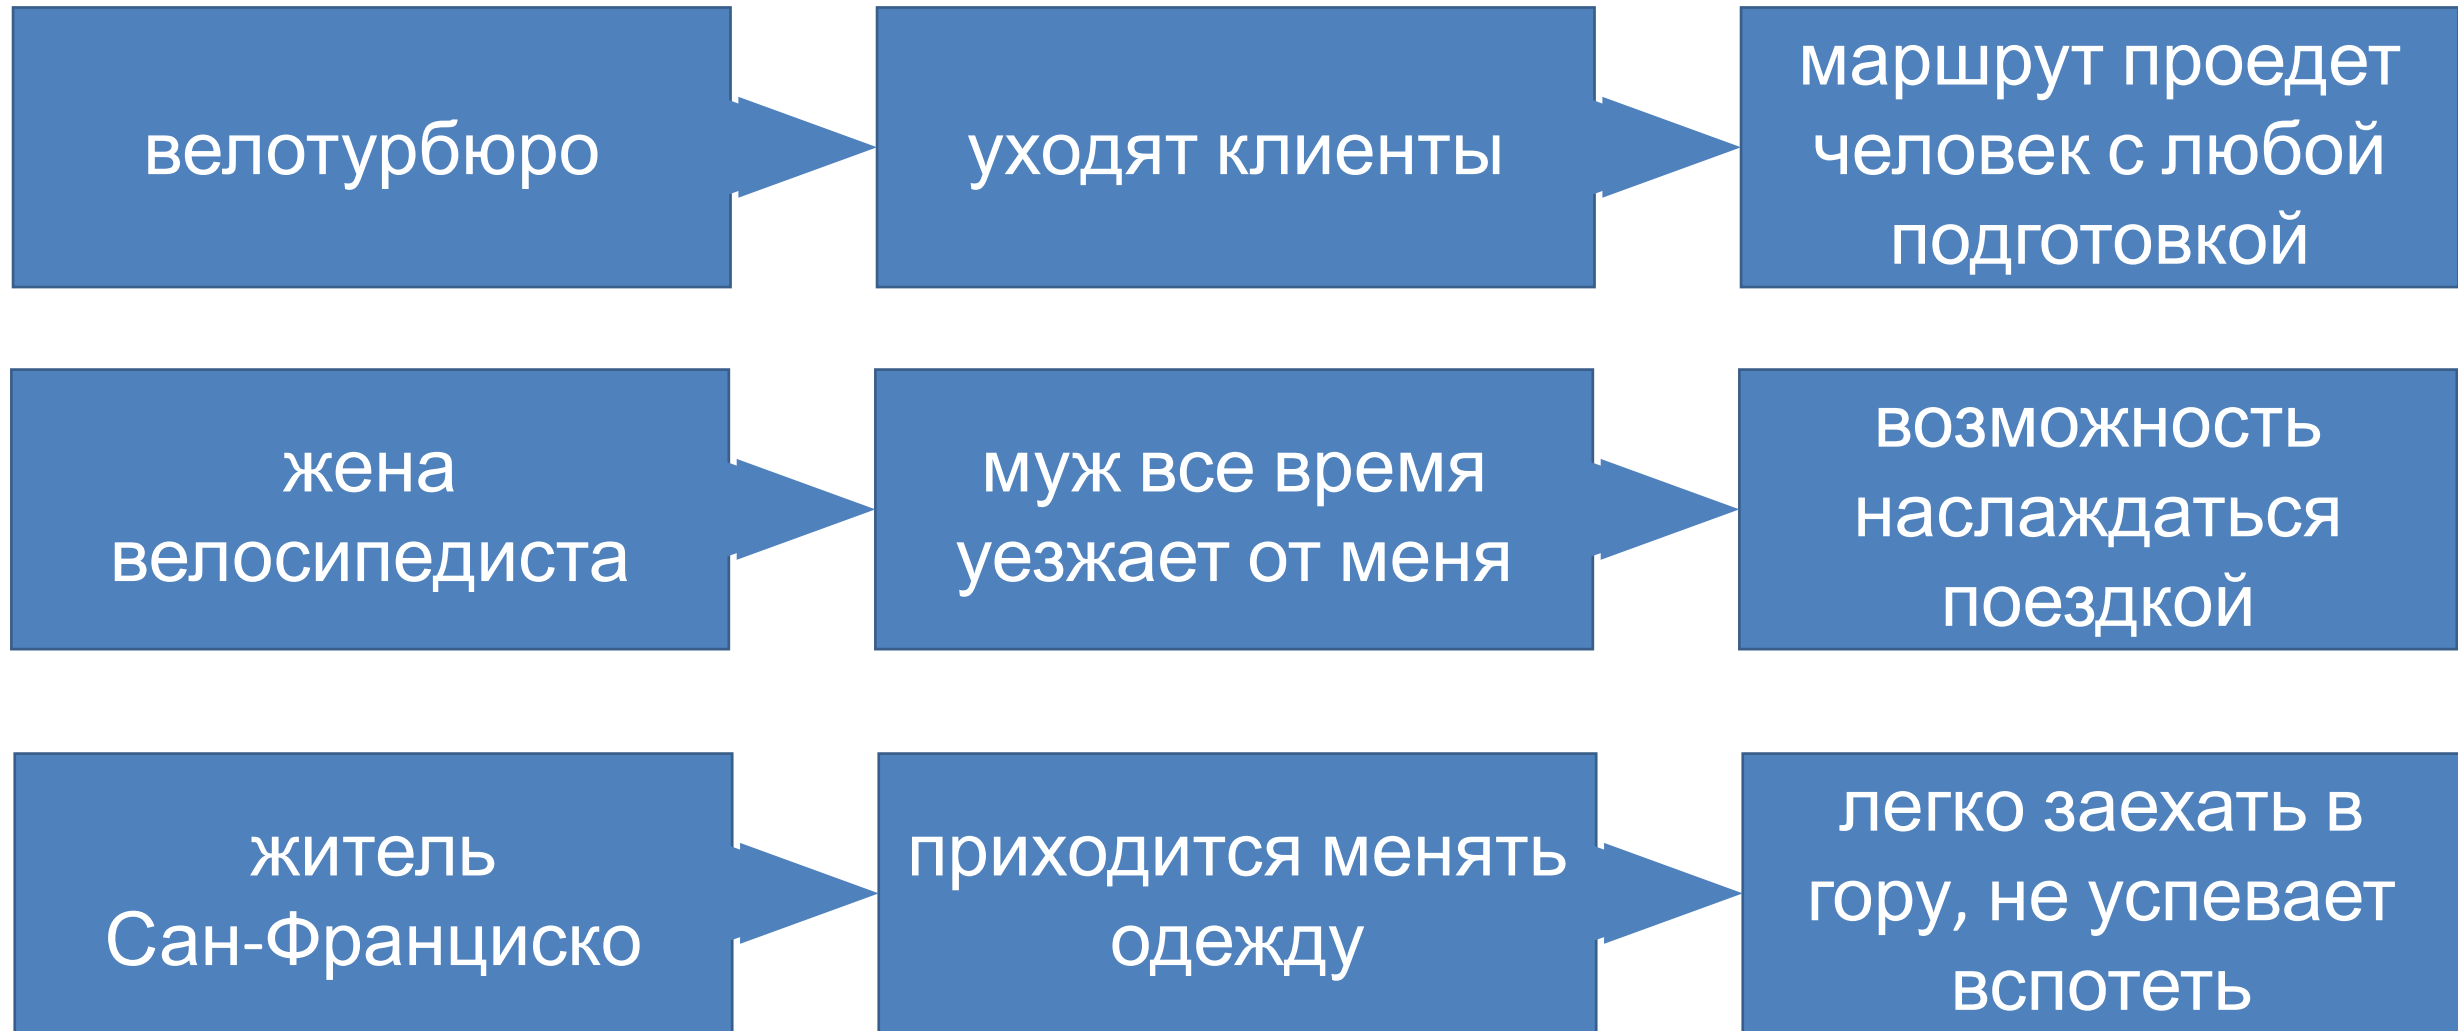 велотурбюро
уходят клиенты
маршрут проедет
человек с любой
подготовкой
жена
велосипедиста
муж все время
уезжает от меня
возможность
наслаждаться
поездкой
житель
Сан-Франциско
приходится менять
одежду
легко заехать в
гору, не успевает
вспотеть